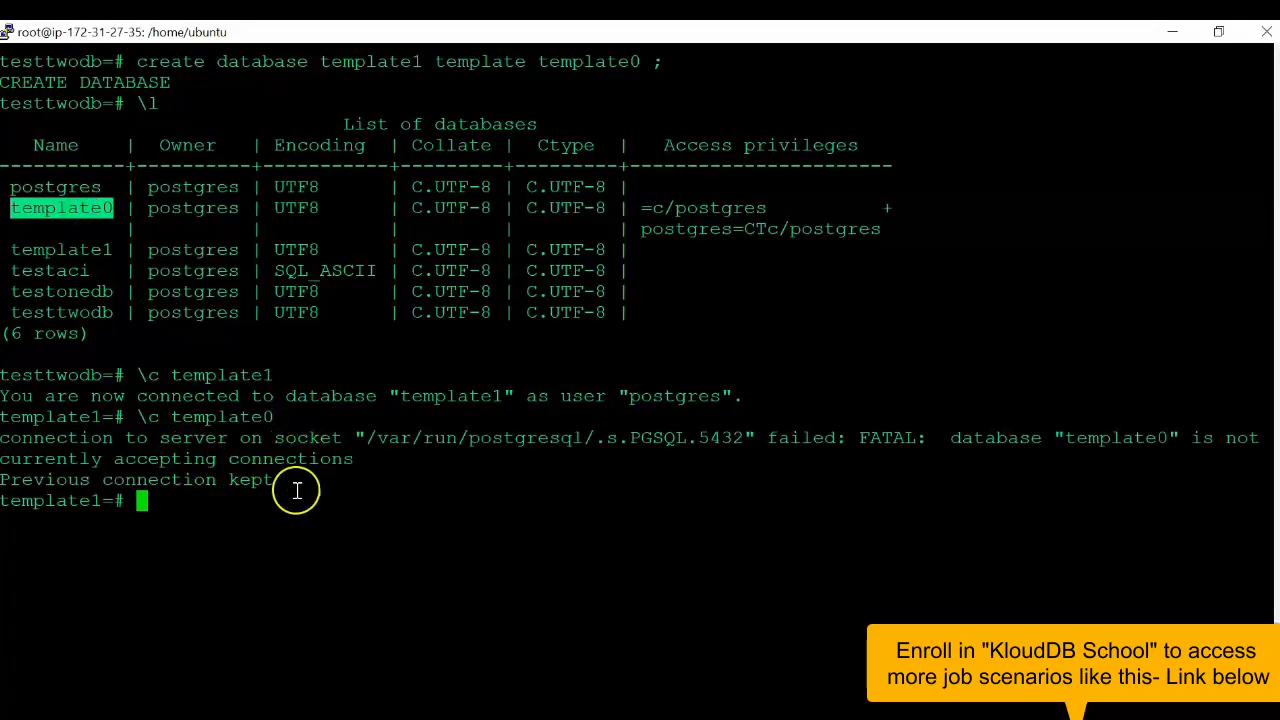 root@ip-172-31-27-35: /home/ubuntu
testtwodb=# create database template1 template template0 ;
CREATE DATABASE
testtwodb=# \l
List of databases
Name | Owner | Encoding | Collate | Ctype | Access privileges
-----------+----------+-----------+---------+---------+-----------------------
postgres | postgres | UTF8 | C.UTF-8 | C.UTF-8 |
template0 | postgres | UTF8 | C.UTF-8 | C.UTF-8 | =c/postgres +
| | | | | postgres=CTc/postgres
template1 | postgres | UTF8 | C.UTF-8 | C.UTF-8 |
testaci | postgres | SQL_ASCII | C.UTF-8 | C.UTF-8 |
testonedb | postgres | UTF8 | C.UTF-8 | C.UTF-8 |
testtwodb | postgres | UTF8 | C.UTF-8 | C.UTF-8 |
(6 rows)
testtwodb=# \c template1
You are now connected to database "template1" as user "postgres".
template1=# \c template0
connection to server on socket "/var/run/postgresql/.s.PGSQL.5432" failed: FATAL:  database "template0" is not
currently accepting connections
Previous connection kept
template1=#
Enroll in "KloudDB School" to access
more job scenarios like this- Link below